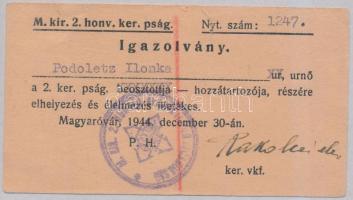 M. kir. 2. honv. ker. pság. Nyt. szám: 1247.
Igazolvány.
Podoletz Ilonka úr, urnő
a 2. ker. pság. beosztottja — hozzátartozója, részére
elhelyezés és élelmezés illetékes.
Magyaróvár, 1944. december 30-án.
P. H.
ker. vkf.